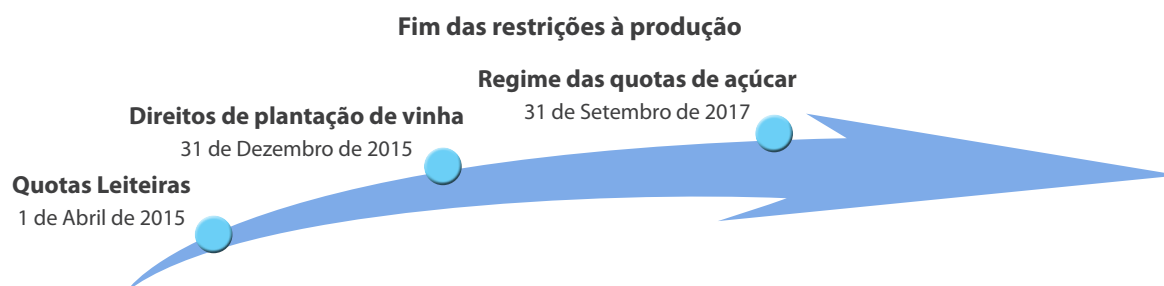 Fim das restrições à produção
Regime das quotas de açúcar
31 de Setembro de 2017
Direitos de plantação de vinha
31 de Dezembro de 2015
Quotas Leiteiras
1 de Abril de 2015